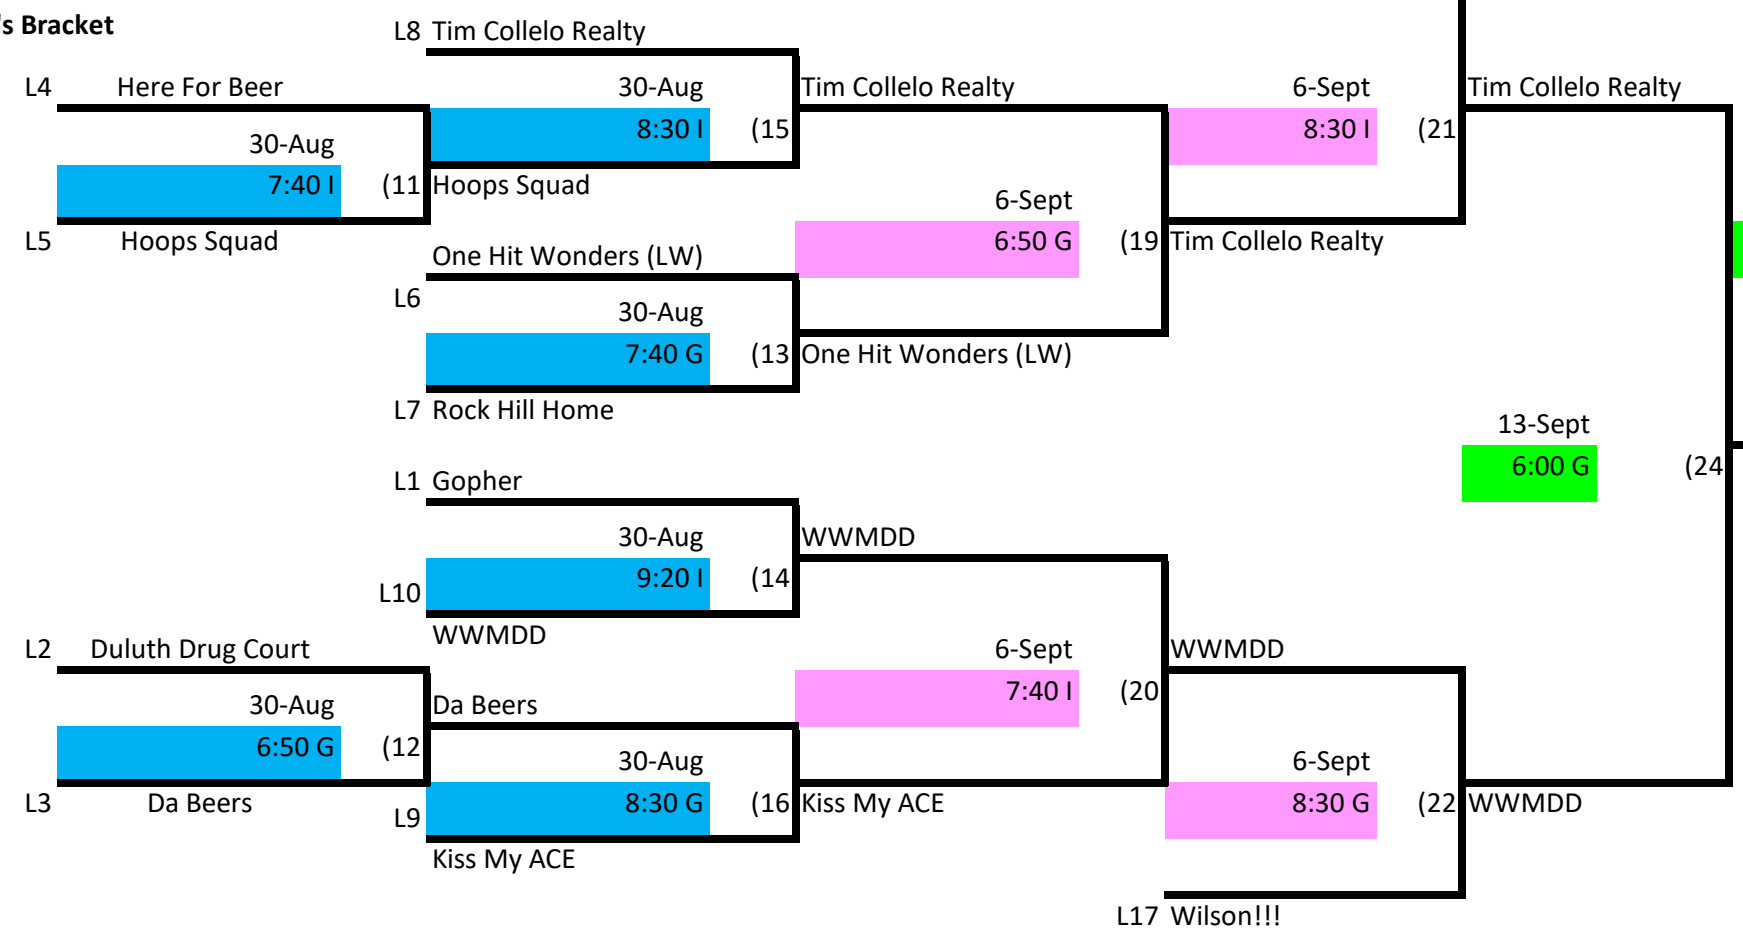 's Bracket
L8 Tim Collelo Realty
L4 Here For Beer 30-Aug Tim Collelo Realty 6-Sept Tim Collelo Realty
8:30 I (15 8:30 I (21
30-Aug
7:40 I (11 Hoops Squad
6-Sept
L5 Hoops Squad 6:50 G (19 Tim Collelo Realty
One Hit Wonders (LW)
L6
30-Aug
7:40 G (13 One Hit Wonders (LW)
L7 Rock Hill Home
13-Sept
6:00 G (24
L1 Gopher
30-Aug WWMDD
9:20 I (14
L10
WWMDD
L2 Duluth Drug Court 6-Sept WWMDD
7:40 I (20
30-Aug Da Beers
6:50 G (12
30-Aug 6-Sept
L3 Da Beers 8:30 G (16 Kiss My ACE 8:30 G (22 WWMDD
L9
Kiss My ACE
L17 Wilson!!!